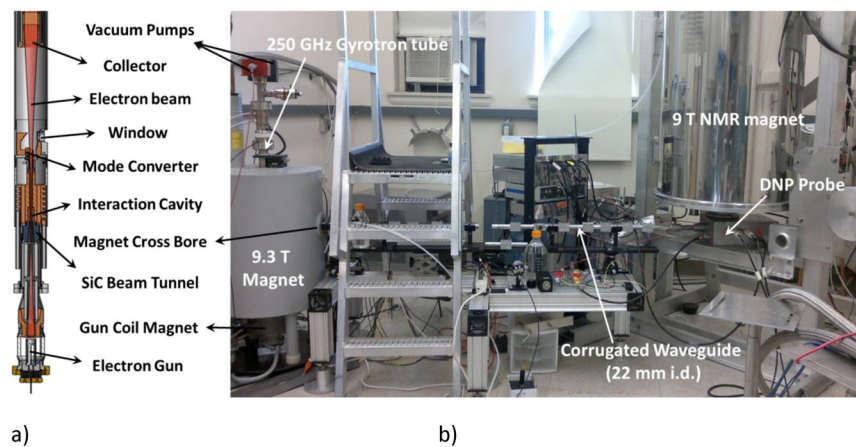 Vacuum Pumps
250 GHz Gyrotron tube
Collector
Electron beam
Window
9 T NMR magnet
Mode Converter
DNP Probe
Interaction Cavity
Magnet Cross Bore
9.3 T
Magnet
SiC Beam Tunnel
Gun Coil Magnet
Corrugated Waveguide
(22 mm i.d.)
Electron Gun
a)
b)